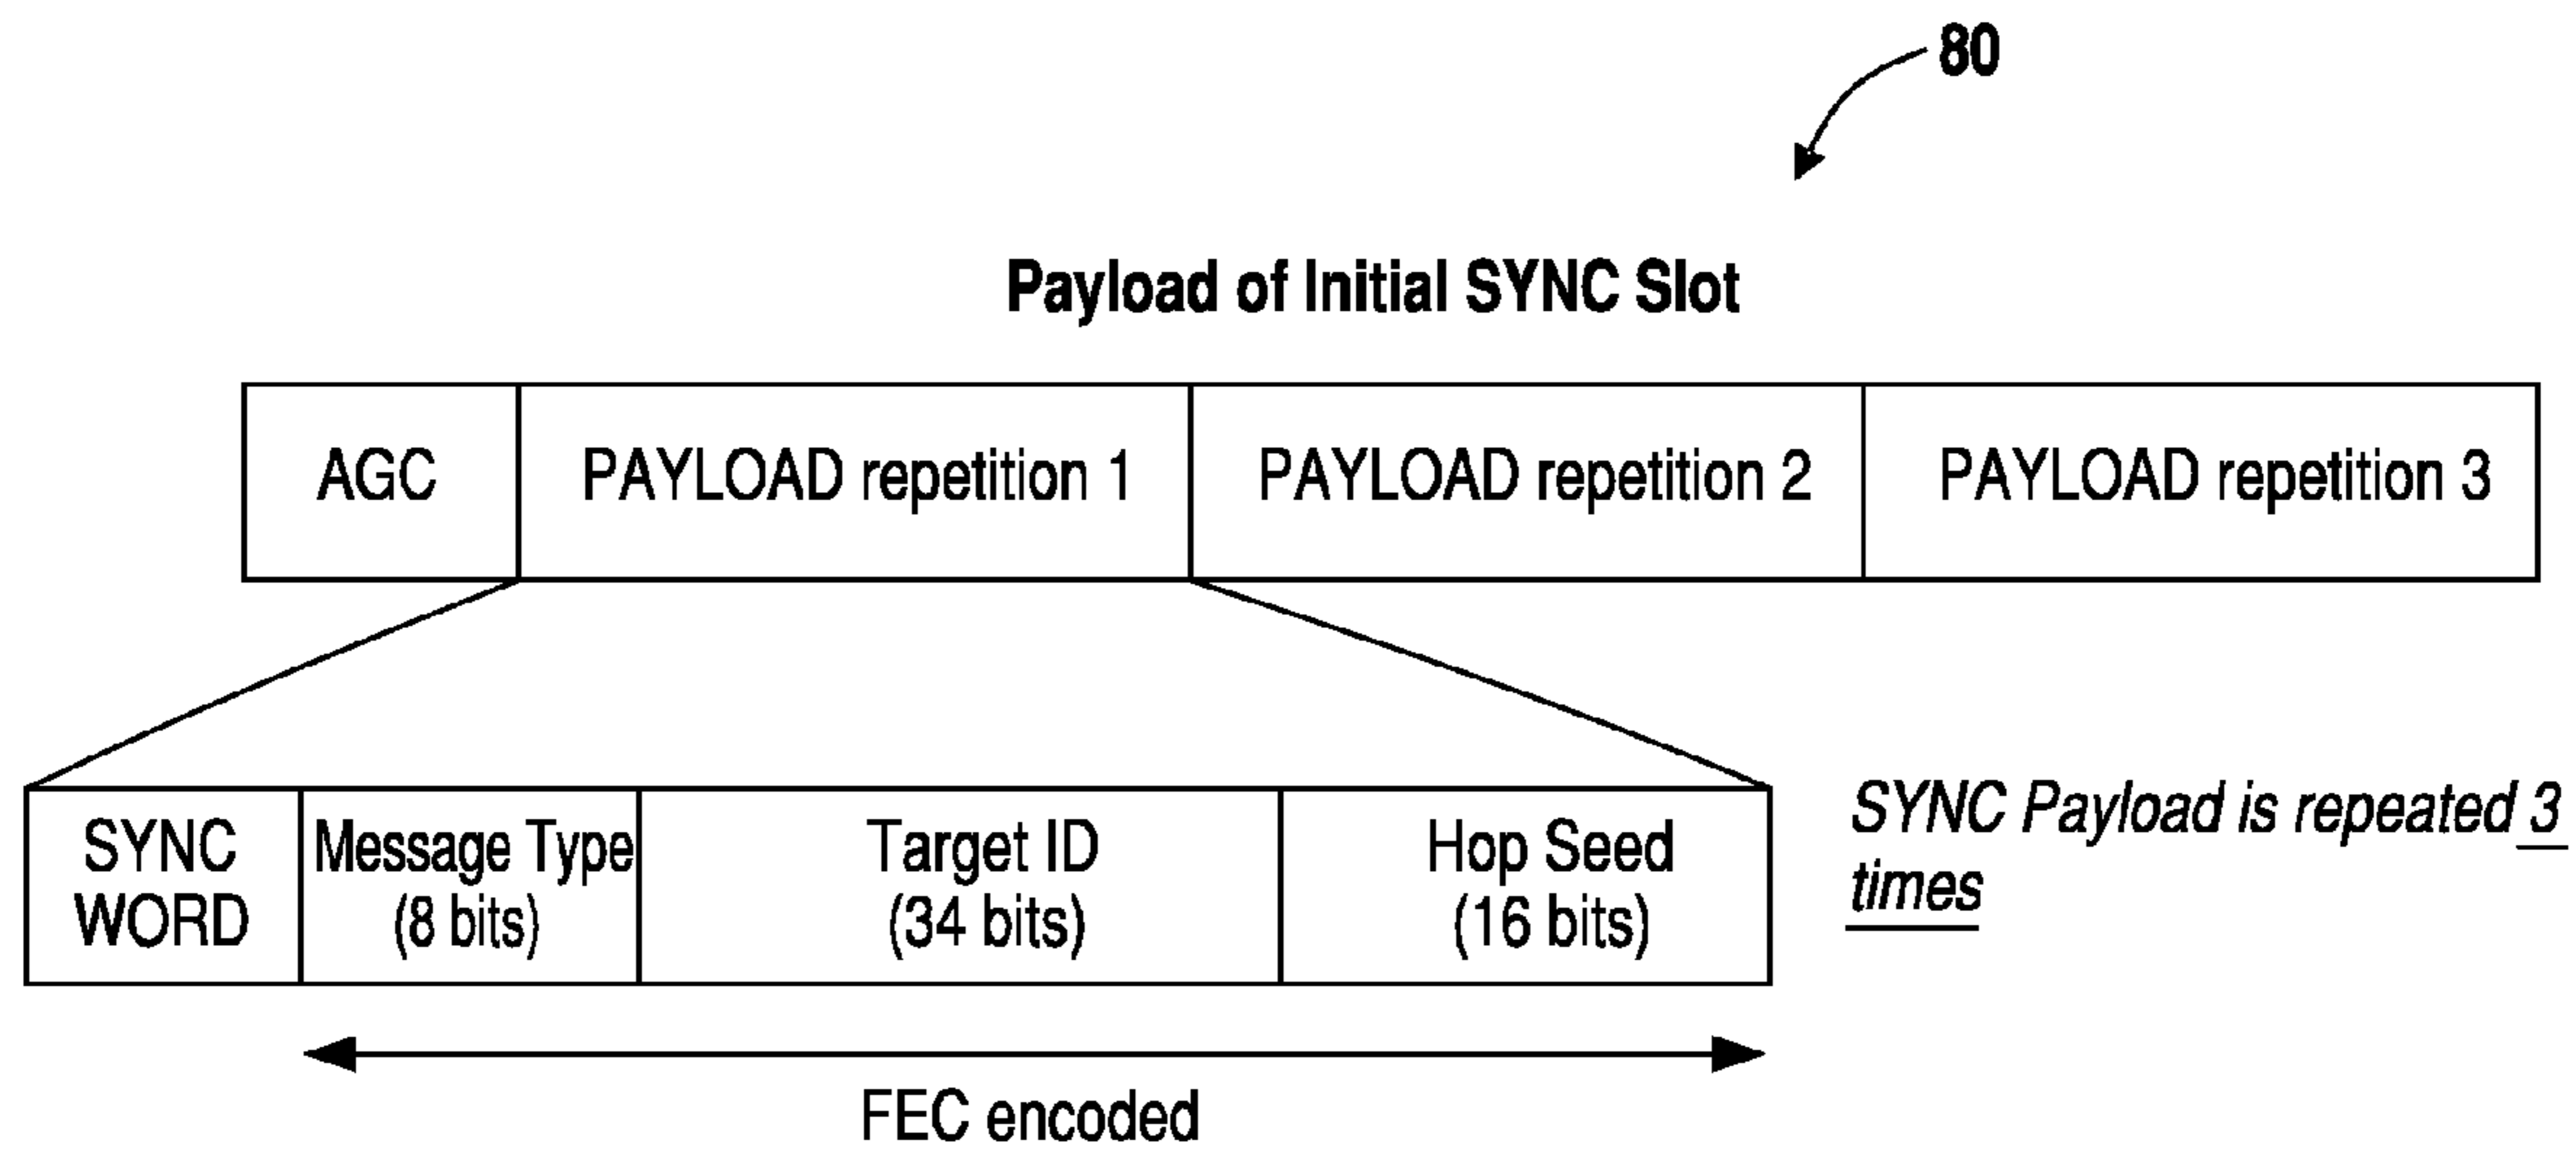 80
Payload of Initial SYNC Slot
AGC
PAYLOAD repetition 1
PAYLOAD repetition 2
PAYLOAD repetition 3
SYNC
WORD
Message Type
(8 bits)
Target ID
(34 bits)
Hop Seed
(16 bits)
SYNC Payload is repeated 3
times
FEC encoded